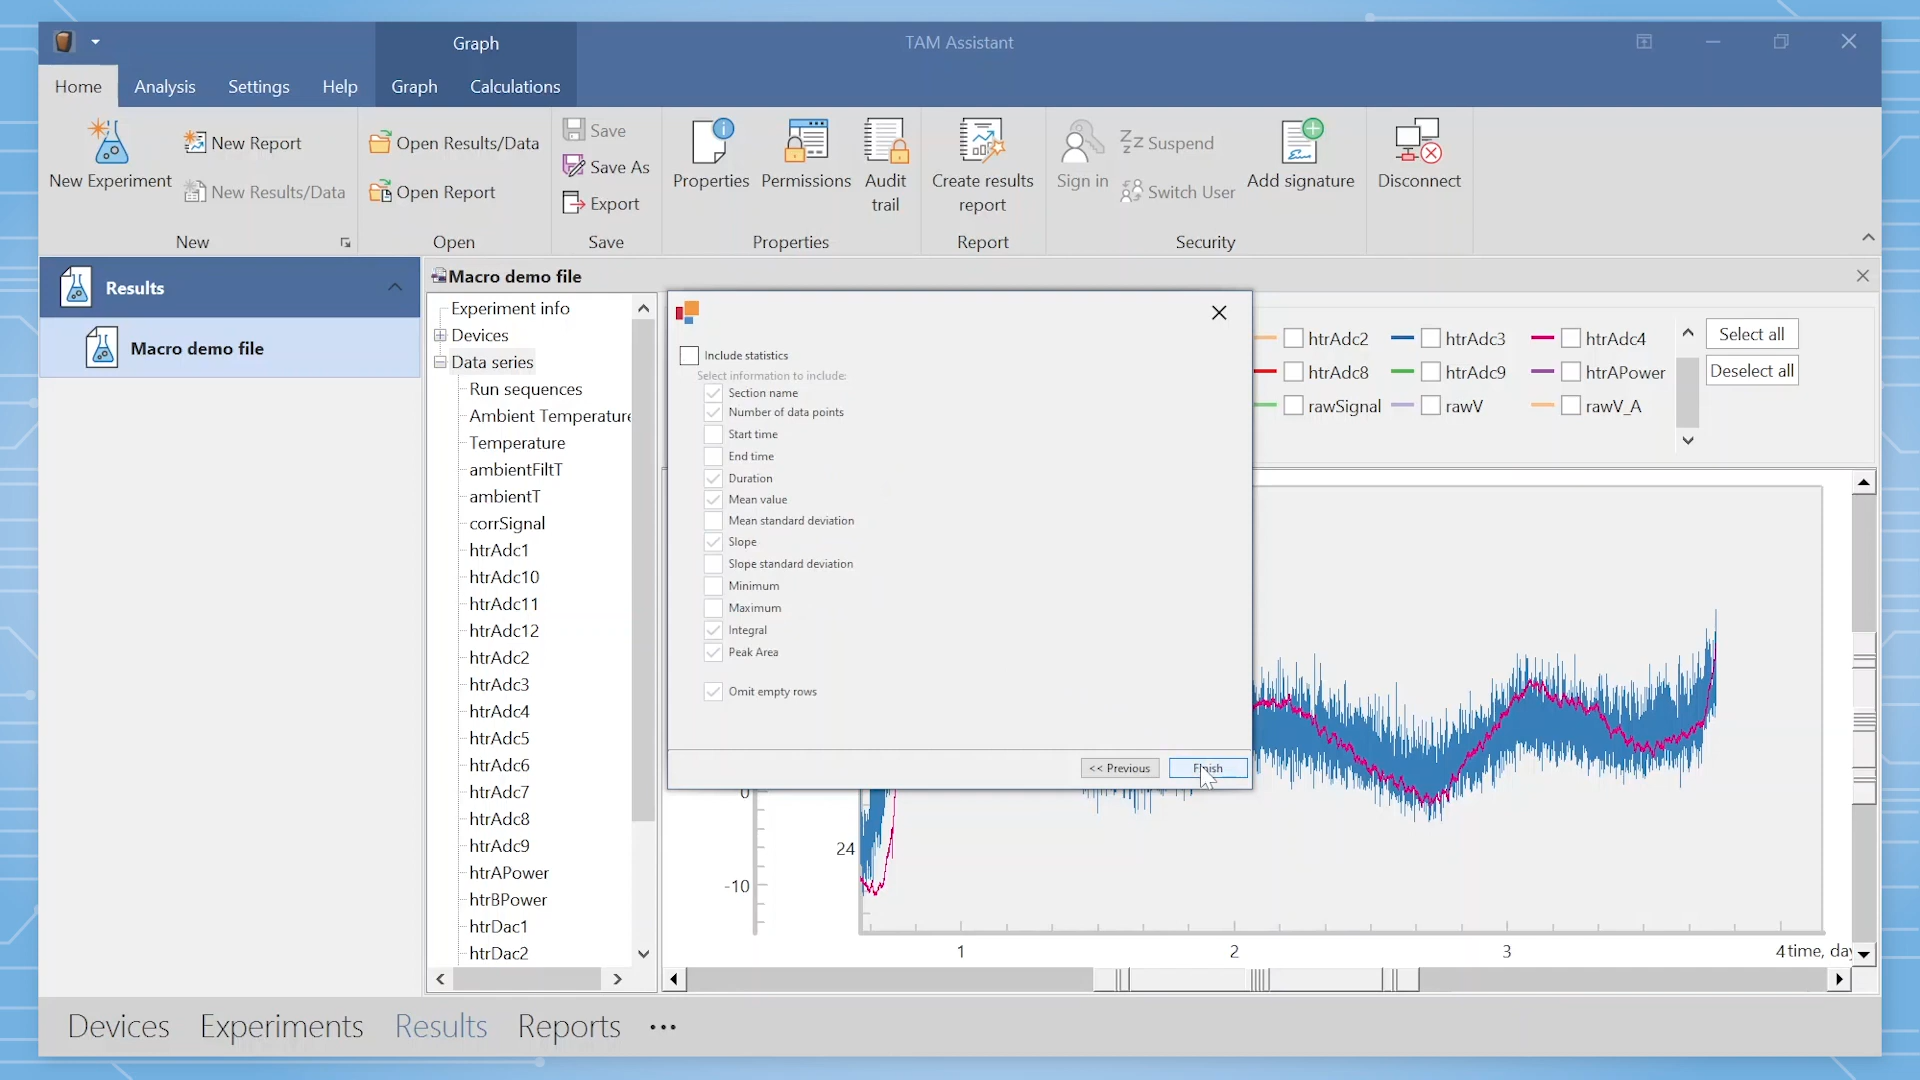 Graph
TAM Assistant
Home
Analysis
Settings
Help
Graph
Calculations
New Experiment
New Report
New Results/Data
New
Open Results/Data
Open Report
Open
Save
Save As
Export
Save
Properties
Permissions
Audit
trail
Properties
Create results
report
Report
Sign in
Suspend
Switch User
Add signature
Security
Disconnect
Results
Macro demo file
Macro demo file
Experiment info
Devices
Data series
Run sequences
Ambient Temperature
Temperature
ambientFiltT
ambientT
corrSignal
htrAdc1
htrAdc10
htrAdc11
htrAdc12
htrAdc2
htrAdc3
htrAdc4
htrAdc5
htrAdc6
htrAdc7
htrAdc8
htrAdc9
htrAPower
htrBPower
htrDac1
htrDac2
Include statistics
Select information to include:
Section name
Number of data points
Start time
End time
Duration
Mean value
Mean standard deviation
Slope
Slope standard deviation
Minimum
Maximum
Integral
Peak Area
Omit empty rows
<< Previous
Finish
htrAdc2
htrAdc3
htrAdc4
htrAdc8
htrAdc9
htrAPower
rawSignal
rawV
rawV_A
Select all
Deselect all
0
-10
24
1
2
3
4
time, day
Devices
Experiments
Results
Reports
...